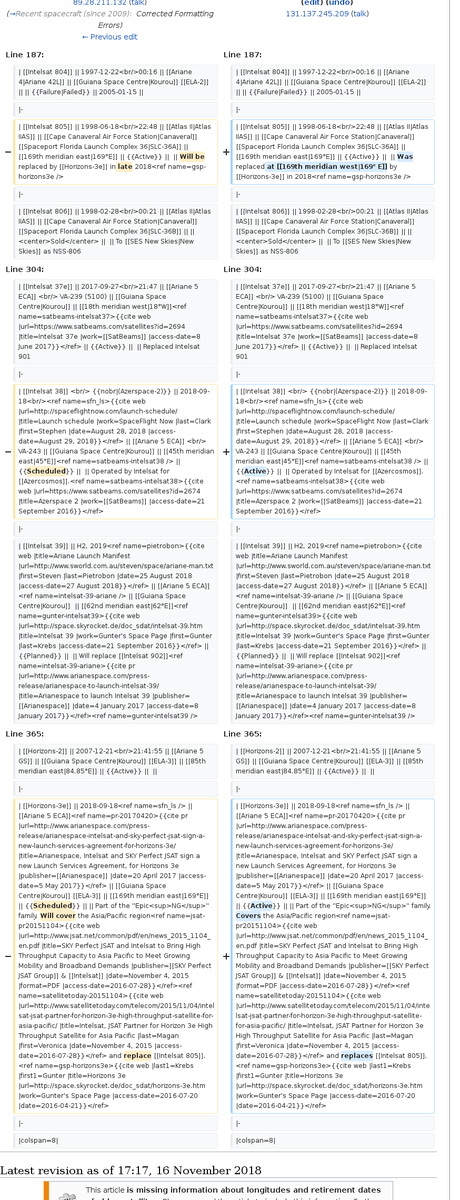 89.28.211.132 (talk)
(→Recent spacecraft (since 2009): Corrected Formatting
Errors)
← Previous edit
(edit) (undo)
131.137.245.209 (talk)
Line 187:
| [[Intelsat 804]] || 1997-12-22<br/>00:16 || [[Ariane
4|Ariane 42L]] || [[Guiana Space Centre|Kourou]] [[ELA-2]]
|| || {{Failure|Failed}} || 2005-01-15 ||
|-
| [[Intelsat 805]] || 1998-06-18<br/>22:48 || [[Atlas II|Atlas
IIAS]] || [[Cape Canaveral Air Force Station|Canaveral]]
[[Spaceport Florida Launch Complex 36|SLC-36A]] ||
[[169th meridian east|169°E]] || {{Active}} || || Will be
replaced by [[Horizons-3e]] in late 2018<ref name=gsp-
horizons3e />
|-
| [[Intelsat 806]] || 1998-02-28<br/>00:21 || [[Atlas II|Atlas
IIAS]] || [[Cape Canaveral Air Force Station|Canaveral]]
[[Spaceport Florida Launch Complex 36|SLC-36B]] || ||
<center>Sold</center> || || To [[SES New Skies|New
Skies]] as NSS-806
Line 304:
| [[Intelsat 37e]] || 2017-09-27<br/>21:47 || [[Ariane 5
ECA]] <br/> VA-239 (5100) || [[Guiana Space
Centre|Kourou]] || [[18th meridian west|18°W]]<ref
name=satbeams-intelsat37>{{cite web
|url=https://www.satbeams.com/satellites?id=2694
|title=Intelsat 37e |work=[[SatBeams]] |access-date=8
June 2017}}</ref> || {{Active}} || || Replaced Intelsat
901
|-
| [[Intelsat 38]] <br/> {{nobr|(Azerspace-2)}} || 2018-09-
18<br/><ref name=sfn_ls>{{cite web
|url=http://spaceflightnow.com/launch-schedule/
|title=Launch schedule |work=Spaceflight Now |last=Clark
|first=Stephen |date=August 28, 2018 |access-
date=August 29, 2018}}</ref> || [[Ariane 5 ECA]] <br/>
VA-243 || [[Guiana Space Centre|Kourou]] || [[45th meridian
east|45°E]]<ref name=satbeams-intelsat38 /> ||
{{Scheduled}} || || Operated by Intelsat for
[[Azercosmos]].<ref name=satbeams-intelsat38>{{cite
web |url=https://www.satbeams.com/satellites?id=2674
|title=Azerspace 2 |work=[[SatBeams]] |access-date=21
September 2016}}</ref>
|-
| [[Intelsat 39]] || H2, 2019<ref name=pietrobon>{{cite
web |title=Ariane Launch Manifest
|url=http://www.sworld.com.au/steven/space/ariane-man.txt
|first=Steven |last=Pietrobon |date=25 August 2018
|access-date=27 August 2018}}</ref> || [[Ariane 5 ECA]]
<ref name=intelsat-39-ariane /> || [[Guiana Space
Centre|Kourou]] || [[62nd meridian east|62°E]]<ref
name=gunter-intelsat39>{{cite web
|url=http://space.skyrocket.de/doc_sdat/intelsat-39.htm
|title=Intelsat 39 |work=Gunter's Space Page |first=Gunter
|last=Krebs |access-date=21 September 2016}}</ref> ||
{{Planned}} || || Will replace [[Intelsat 902]]<ref
name=intelsat-39-ariane>{{cite pr
|url=http://www.arianespace.com/press-
release/arianespace-to-launch-intelsat-39/
|title=Arianespace to launch Intelsat 39 |publisher=
[[Arianespace]] |date=4 January 2017 |access-date=8
January 2017}}</ref><ref name=gunter-intelsat39 />
Line 365:
| [[Horizons-2]] || 2007-12-21<br/>21:41:55 || [[Ariane 5
GS]] || [[Guiana Space Centre|Kourou]] [[ELA-3]] || [[85th
meridian east|84.85°E]] || {{Active}} || ||
|-
| [[Horizons-3e]] || 2018-09-18<ref name=sfn_ls /> ||
[[Ariane 5 ECA]]<ref name=pr-20170420>{{cite pr
|url=http://www.arianespace.com/press-
release/arianespace-intelsat-and-sky-perfect-jsat-sign-a-
new-launch-services-agreement-for-horizons-3e/
|title=Arianespace, Intelsat and SKY Perfect JSAT sign a
new Launch Services Agreement, for Horizons 3e
|publisher=[[Arianespace]] |date=20 April 2017 |access-
date=5 May 2017}}</ref> || [[Guiana Space
Centre|Kourou]] [[ELA-3]] || [[169th meridian east|169°E]]
|| {{Scheduled}} || || Part of the "Epic<sup>NG</sup>"
family. Will cover the Asia/Pacific region<ref name=jsat-
pr20151104>{{cite web
|url=http://www.jsat.net/common/pdf/en/news_2015_1104_
en.pdf |title=SKY Perfect JSAT and Intelsat to Bring High
Throughput Capacity to Asia Pacific to Meet Growing
Mobility and Broadband Demands |publisher=[[SKY Perfect
JSAT Group]] & [[Intelsat]] |date=November 4, 2015
|format=PDF |access-date=2016-07-28}}</ref><ref
name=satellitetoday-20151104>{{cite web
|url=http://www.satellitetoday.com/telecom/2015/11/04/intel
sat-jsat-partner-for-horizon-3e-high-throughput-satellite-
for-asia-pacific/ |title=Intelsat, JSAT Partner for Horizon 3e
High Throughput Satellite for Asia Pacific |last=Magan
|first=Veronica |date=November 4, 2015 |access-
date=2016-07-28}}</ref> and replace [[Intelsat 805]].
<ref name=gsp-horizons3e>{{cite web |last1=Krebs
|first1=Gunter |title=Horizons 3e
|url=http://space.skyrocket.de/doc_sdat/horizons-3e.htm
|website=Gunter's Space Page |access-date=2016-07-20
|date=2016-04-21}}</ref>
|-
|colspan=8|
Line 187:
| [[Intelsat 804]] || 1997-12-22<br/>00:16 || [[Ariane
4|Ariane 42L]] || [[Guiana Space Centre|Kourou]] [[ELA-2]]
|| || {{Failure|Failed}} || 2005-01-15 ||
|-
| [[Intelsat 805]] || 1998-06-18<br/>22:48 || [[Atlas II|Atlas
IIAS]] || [[Cape Canaveral Air Force Station|Canaveral]]
[[Spaceport Florida Launch Complex 36|SLC-36A]] ||
[[169th meridian east|169°E]] || {{Active}} || || Was
replaced at [[169th meridian west|169° E]] by
[[Horizons-3e]] in 2018<ref name=gsp-horizons3e />
|-
| [[Intelsat 806]] || 1998-02-28<br/>00:21 || [[Atlas II|Atlas
IIAS]] || [[Cape Canaveral Air Force Station|Canaveral]]
[[Spaceport Florida Launch Complex 36|SLC-36B]] || ||
<center>Sold</center> || || To [[SES New Skies|New
Skies]] as NSS-806
Line 304:
| [[Intelsat 37e]] || 2017-09-27<br/>21:47 || [[Ariane 5
ECA]] <br/> VA-239 (5100) || [[Guiana Space
Centre|Kourou]] || [[18th meridian west|18°W]]<ref
name=satbeams-intelsat37>{{cite web
|url=https://www.satbeams.com/satellites?id=2694
|title=Intelsat 37e |work=[[SatBeams]] |access-date=8
June 2017}}</ref> || {{Active}} || || Replaced Intelsat
901
|-
| [[Intelsat 38]] <br/> {{nobr|(Azerspace-2)}} || 2018-09-
18<br/><ref name=sfn_ls>{{cite web
|url=http://spaceflightnow.com/launch-schedule/
|title=Launch schedule |work=Spaceflight Now |last=Clark
|first=Stephen |date=August 28, 2018 |access-
date=August 29, 2018}}</ref> || [[Ariane 5 ECA]] <br/>
VA-243 || [[Guiana Space Centre|Kourou]] || [[45th
meridian east|45°E]]<ref name=satbeams-intelsat38 /> ||
{{Active}} || || Operated by Intelsat for [[Azercosmos]].
<ref name=satbeams-intelsat38>{{cite web
|url=https://www.satbeams.com/satellites?id=2674
|title=Azerspace 2 |work=[[SatBeams]] |access-date=21
September 2016}}</ref>
|-
| [[Intelsat 39]] || H2, 2019<ref name=pietrobon>{{cite
web |title=Ariane Launch Manifest
|url=http://www.sworld.com.au/steven/space/ariane-man.txt
|first=Steven |last=Pietrobon |date=25 August 2018
|access-date=27 August 2018}}</ref> || [[Ariane 5 ECA]]
<ref name=intelsat-39-ariane /> || [[Guiana Space
Centre|Kourou]] || [[62nd meridian east|62°E]]<ref
name=gunter-intelsat39>{{cite web
|url=http://space.skyrocket.de/doc_sdat/intelsat-39.htm
|title=Intelsat 39 |work=Gunter's Space Page |first=Gunter
|last=Krebs |access-date=21 September 2016}}</ref> ||
{{Planned}} || || Will replace [[Intelsat 902]]<ref
name=intelsat-39-ariane>{{cite pr
|url=http://www.arianespace.com/press-
release/arianespace-to-launch-intelsat-39/
|title=Arianespace to launch Intelsat 39 |publisher=
[[Arianespace]] |date=4 January 2017 |access-date=8
January 2017}}</ref><ref name=gunter-intelsat39 />
Line 365:
| [[Horizons-2]] || 2007-12-21<br/>21:41:55 || [[Ariane 5
GS]] || [[Guiana Space Centre|Kourou]] [[ELA-3]] || [[85th
meridian east|84.85°E]] || {{Active}} || ||
|-
| [[Horizons-3e]] || 2018-09-18<ref name=sfn_ls /> ||
[[Ariane 5 ECA]]<ref name=pr-20170420>{{cite pr
|url=http://www.arianespace.com/press-
release/arianespace-intelsat-and-sky-perfect-jsat-sign-a-
new-launch-services-agreement-for-horizons-3e/
|title=Arianespace, Intelsat and SKY Perfect JSAT sign a
new Launch Services Agreement, for Horizons 3e
|publisher=[[Arianespace]] |date=20 April 2017 |access-
date=5 May 2017}}</ref> || [[Guiana Space
Centre|Kourou]] [[ELA-3]] || [[169th meridian east|169°E]]
|| {{Active}} || || Part of the "Epic<sup>NG</sup>" family.
Covers the Asia/Pacific region<ref name=jsat-
pr20151104>{{cite web
|url=http://www.jsat.net/common/pdf/en/news_2015_1104_
en.pdf |title=SKY Perfect JSAT and Intelsat to Bring High
Throughput Capacity to Asia Pacific to Meet Growing
Mobility and Broadband Demands |publisher=[[SKY Perfect
JSAT Group]] & [[Intelsat]] |date=November 4, 2015
|format=PDF |access-date=2016-07-28}}</ref><ref
name=satellitetoday-20151104>{{cite web
|url=http://www.satellitetoday.com/telecom/2015/11/04/inte
lsat-jsat-partner-for-horizon-3e-high-throughput-satellite-
for-asia-pacific/ |title=Intelsat, JSAT Partner for Horizon 3e
High Throughput Satellite for Asia Pacific |last=Magan
|first=Veronica |date=November 4, 2015 |access-
date=2016-07-28}}</ref> and replaces [[Intelsat 805]].
<ref name=gsp-horizons3e>{{cite web |last1=Krebs
|first1=Gunter |title=Horizons 3e
|url=http://space.skyrocket.de/doc_sdat/horizons-3e.htm
|website=Gunter's Space Page |access-date=2016-07-20
|date=2016-04-21}}</ref>
|-
|colspan=8|
Latest revision as of 17:17, 16 November 2018
This article is missing information about longitudes and retirement dates